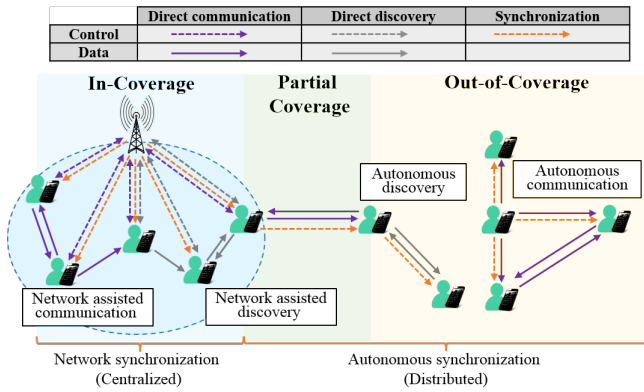 Direct communication Direct discovery Synchronization
Control
Data
In-Coverage
Partial
Coverage
Out-of-Coverage
Autonomous
discovery
Autonomous
communication
Network assisted
communication
Network assisted
discovery
Network synchronization
(Centralized)
Autonomous synchronization
(Distributed)